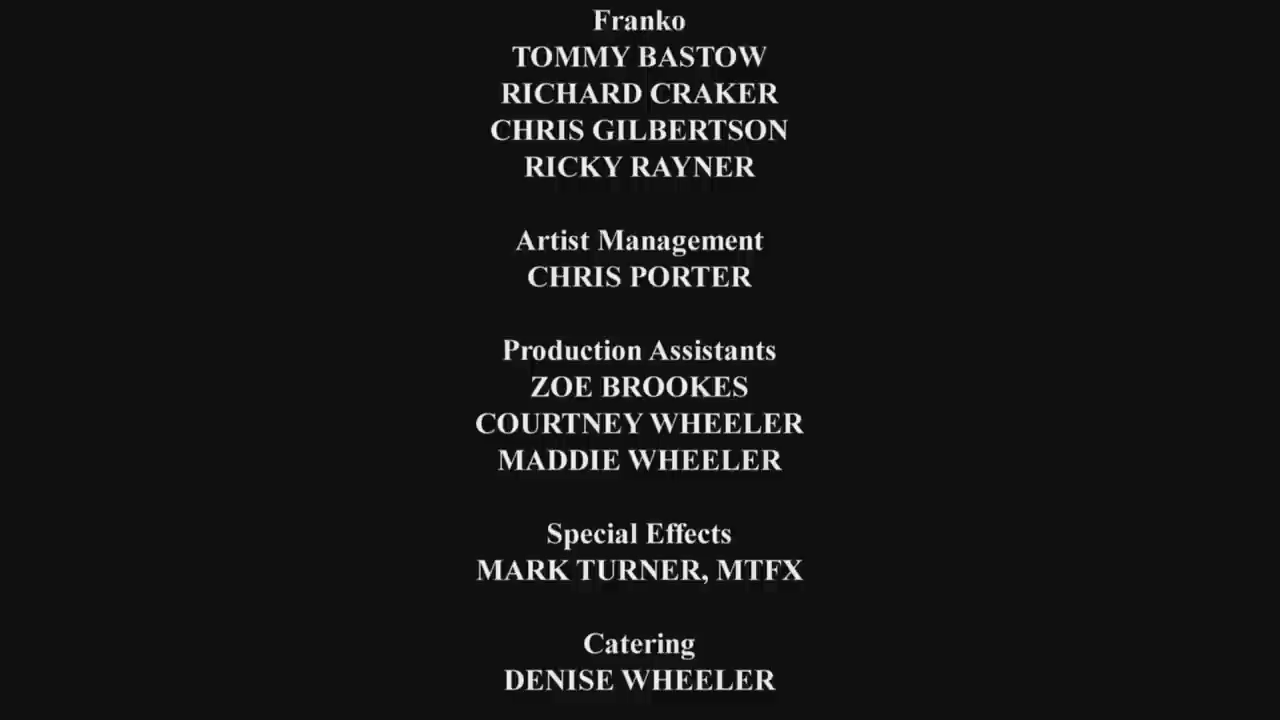 Franko
TOMMY BASTOW
RICHARD CRAKER
CHRIS GILBERTSON
RICKY RAYNER
Artist Management
CHRIS PORTER
Production Assistants
ZOE BROOKES
COURTNEY WHEELER
MADDIE WHEELER
Special Effects
MARK TURNER, MTFX
Catering
DENISE WHEELER